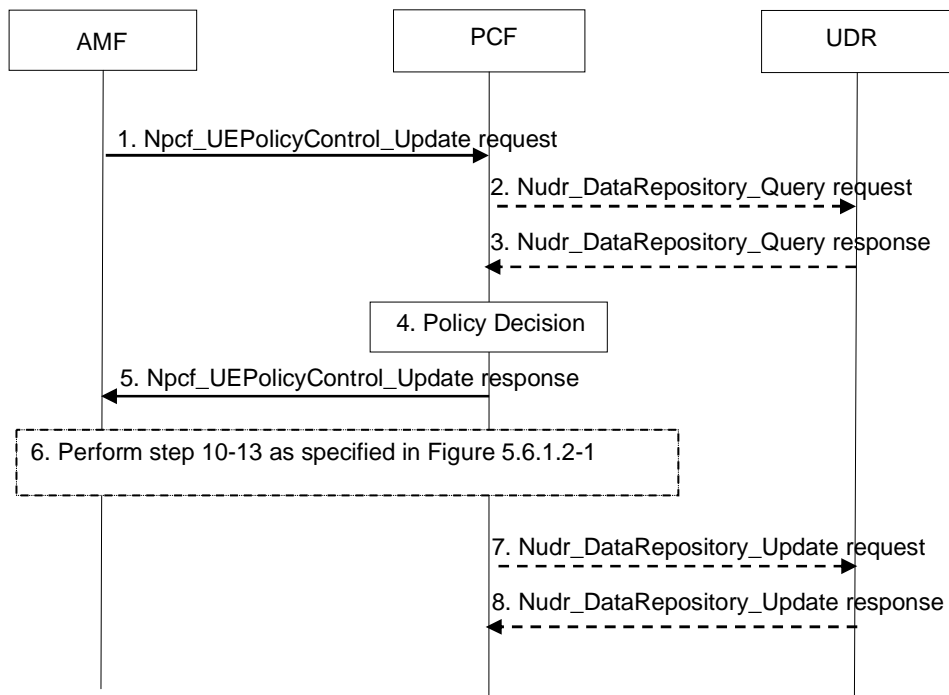 AMF
PCF
UDR
1. Npcf_UEPolicyControl_Update request
2. Nudr_DataRepository_Query request
3. Nudr_DataRepository_Query response
4. Policy Decision
5. Npcf_UEPolicyControl_Update response
6. Perform step 10-13 as specified in Figure 5.6.1.2-1
7. Nudr_DataRepository_Update request
8. Nudr_DataRepository_Update response